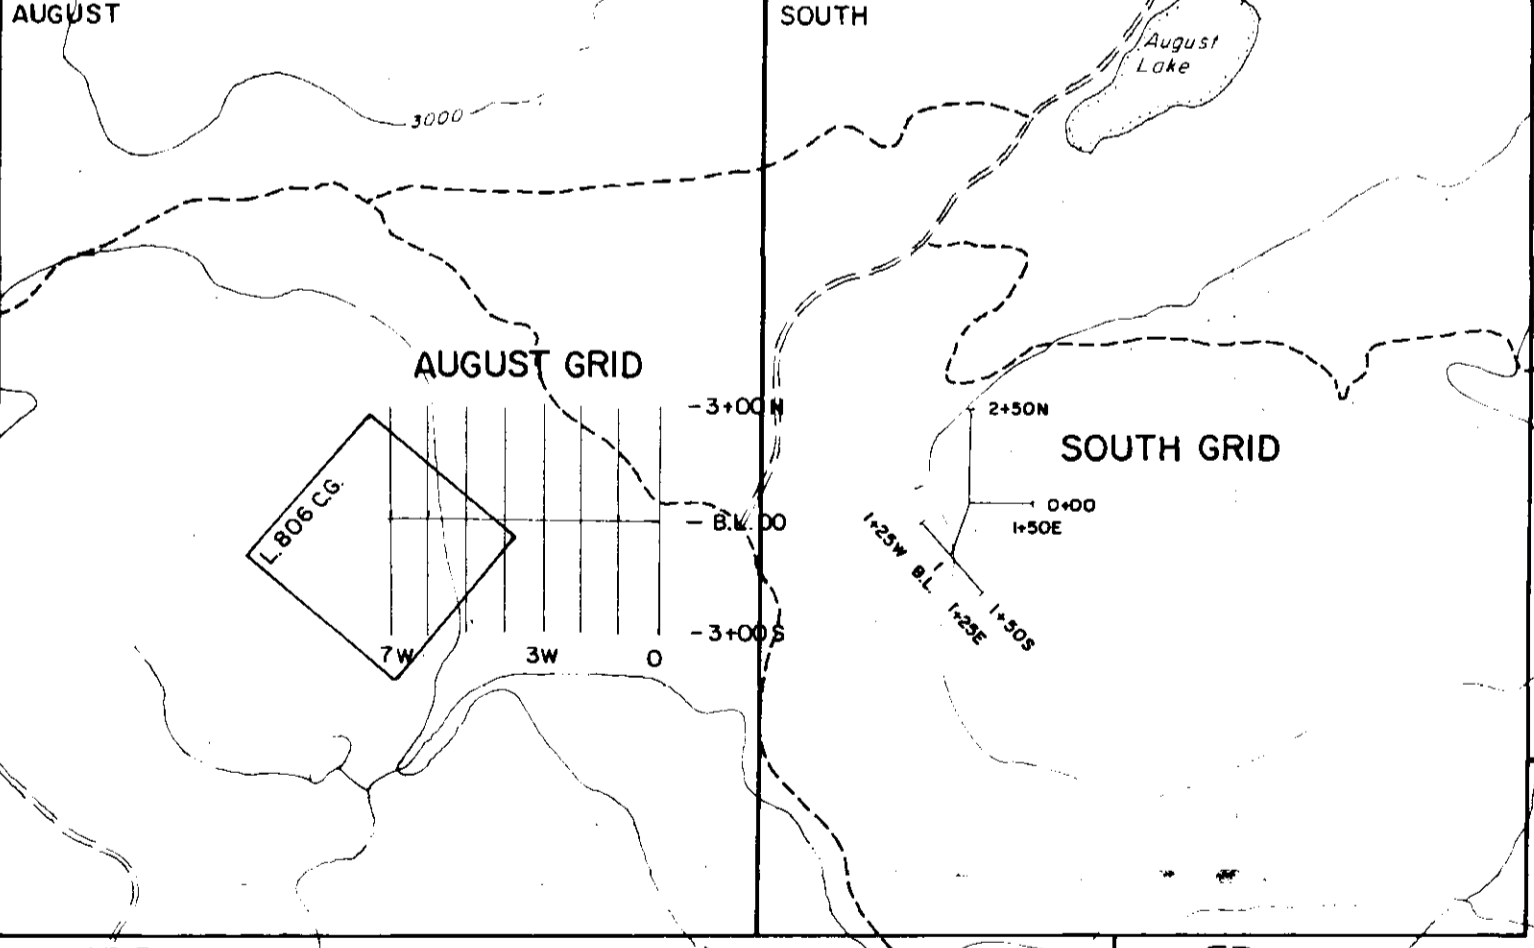 AUGUST
SOUTH
August
Lake
3000
AUGUST GRID
-3+00 N
L.806 C.G.
- B.L. 00
-3+00S
7W
3W
0
2+50N
SOUTH GRID
0+00
1+50E
1+25W
B.L.
1+25E
1+50S